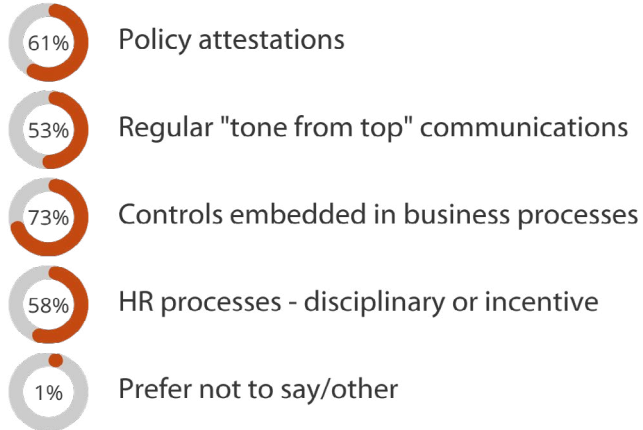 61% Policy attestations
53% Regular "tone from top" communications
73% Controls embedded in business processes
58% HR processes - disciplinary or incentive
1% Prefer not to say/other